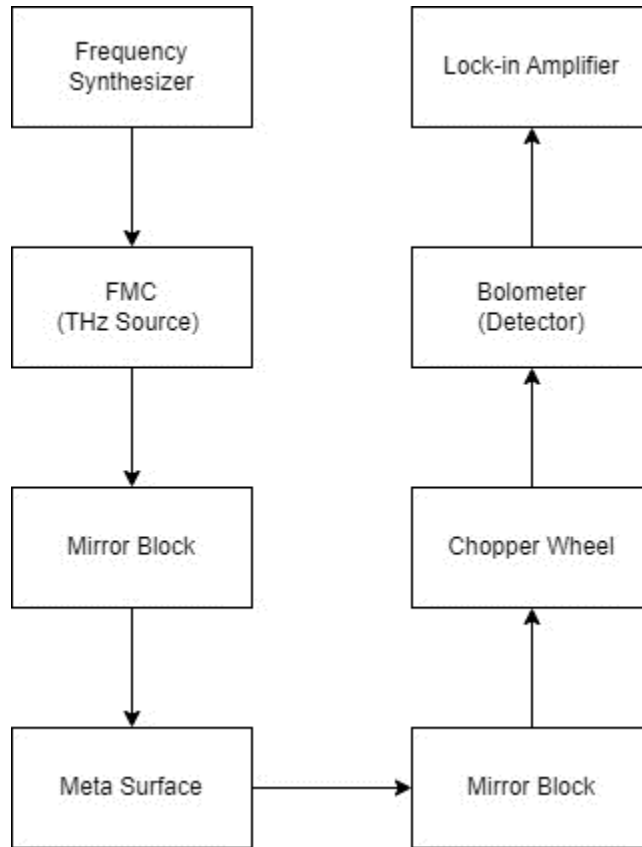 Frequency
Synthesizer
Lock-in Amplifier
FMC
(THz Source)
Bolometer
(Detector)
Mirror Block
Chopper Wheel
Meta Surface
Mirror Block